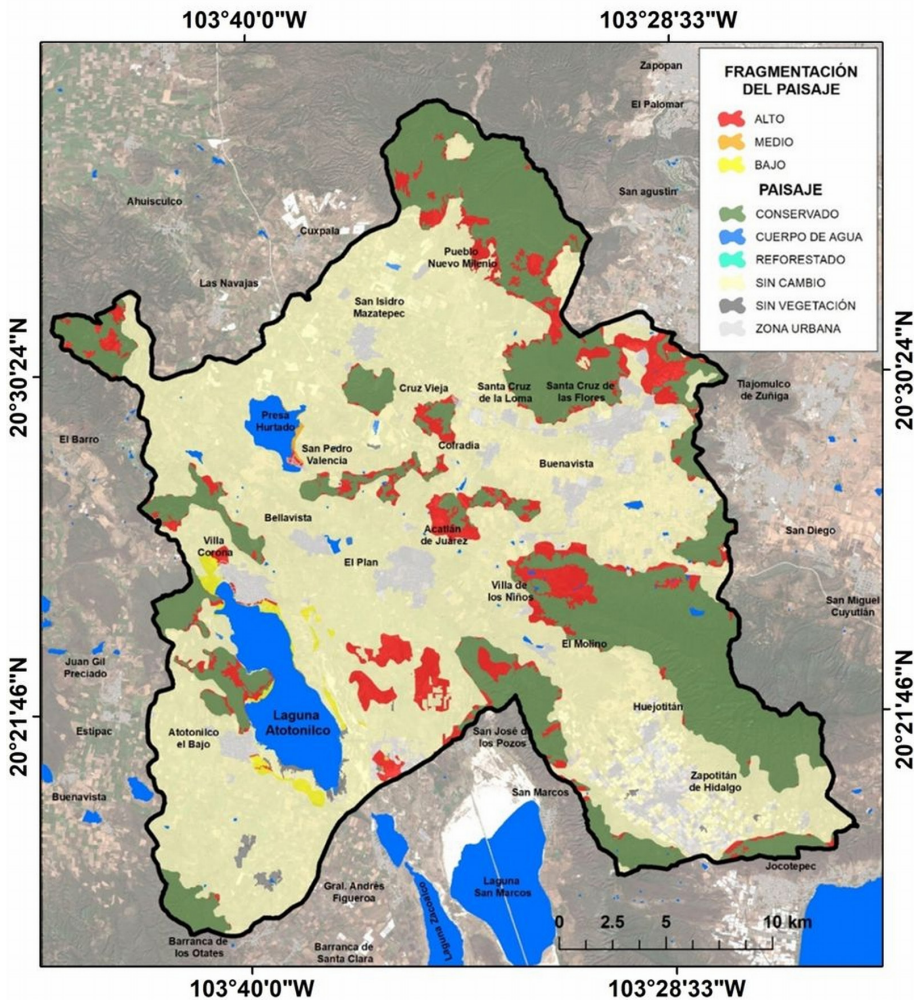 103°40'0"W
103°28'33"W
FRAGMENTACIÓN
DEL PAISAJE
ALTO
MEDIO
BAJO
PAISAJE
CONSERVADO
CUERPO DE AGUA
REFORESTADO
SIN CAMBIO
SIN VEGETACIÓN
ZONA URBANA
Zapopan
El Palomar
San agustin
Ahuisculco
Cuxpala
Pueblo
Nuevo Milenio
Las Navajas
San Isidro
Mazatepec
20°30'24"N
20°30'24"N
Cruz Vieja
Santa Cruz
de la Loma
Santa Cruz de
las Flores
Tlajomulco
de Zuñiga
Presa
Hurtado
El Barro
San Pedro
Valencia
Cofradia
Buenavista
Bellavista
Acatlán
de Juárez
San Diego
Villa
Corona
El Plan
Villa de
los Niños
San Miguel
Cuyutlán
El Molino
Juan Gil
Preciado
20°21'46"N
20°21'46"N
Huejotitán
Laguna
Atotonilco
Estipac
Atotonilco
el Bajo
San José d
los Pozos
Zapotitán
de Hidalgo
Buenavista
San Marcos
Jocotepec
Gral. Andrés
Figueroa
Laguna
San Marcos
Laguna Zacoalco
Barranca de
los Otates
Barranca de
Santa Clara
0 2.5 5 10 km
103°40'0"W
103°28'33"W